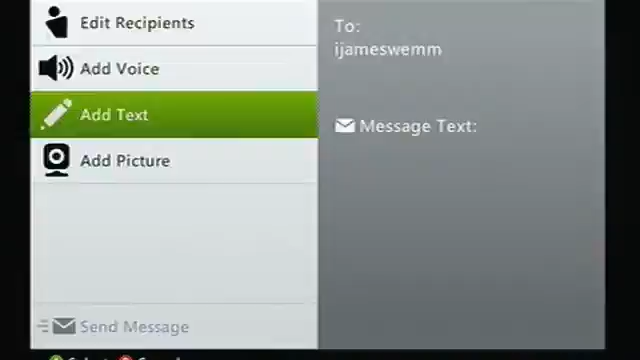 Edit Recipients
Add Voice
Add Text
Add Picture
Send Message
To:
ijameswemm
Message Text: